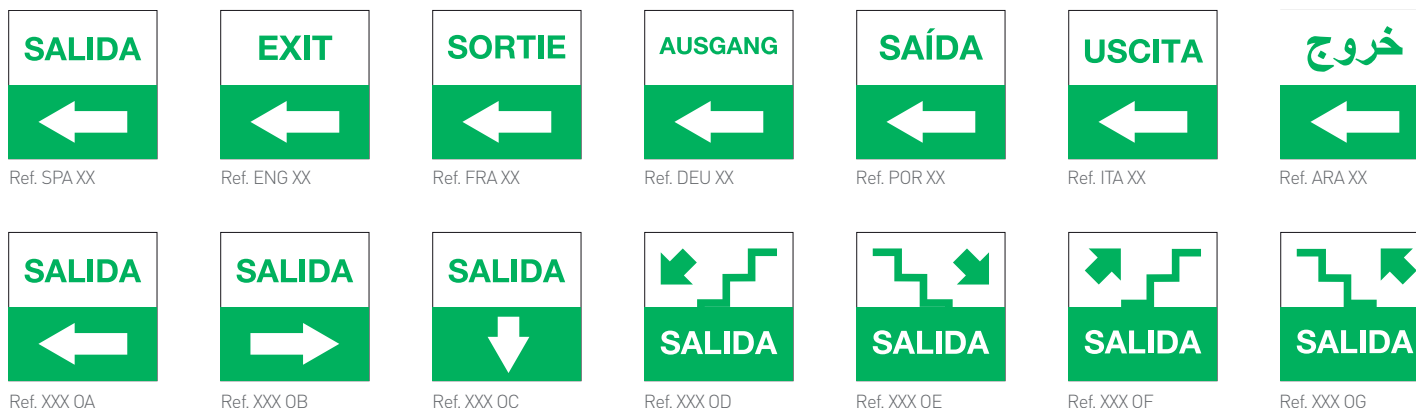 SALIDA
EXIT
SORTIE
AUSGANG
SAÍDA
USCITA
خروج
Ref. SPA XX
Ref. ENG XX
Ref. FRA XX
Ref. DEU XX
Ref. POR XX
Ref. ITA XX
Ref. ARA XX
SALIDA
SALIDA
SALIDA
SALIDA
SALIDA
SALIDA
SALIDA
Ref. XXX 0A
Ref. XXX 0B
Ref. XXX 0C
Ref. XXX 0D
Ref. XXX 0E
Ref. XXX 0F
Ref. XXX 0G